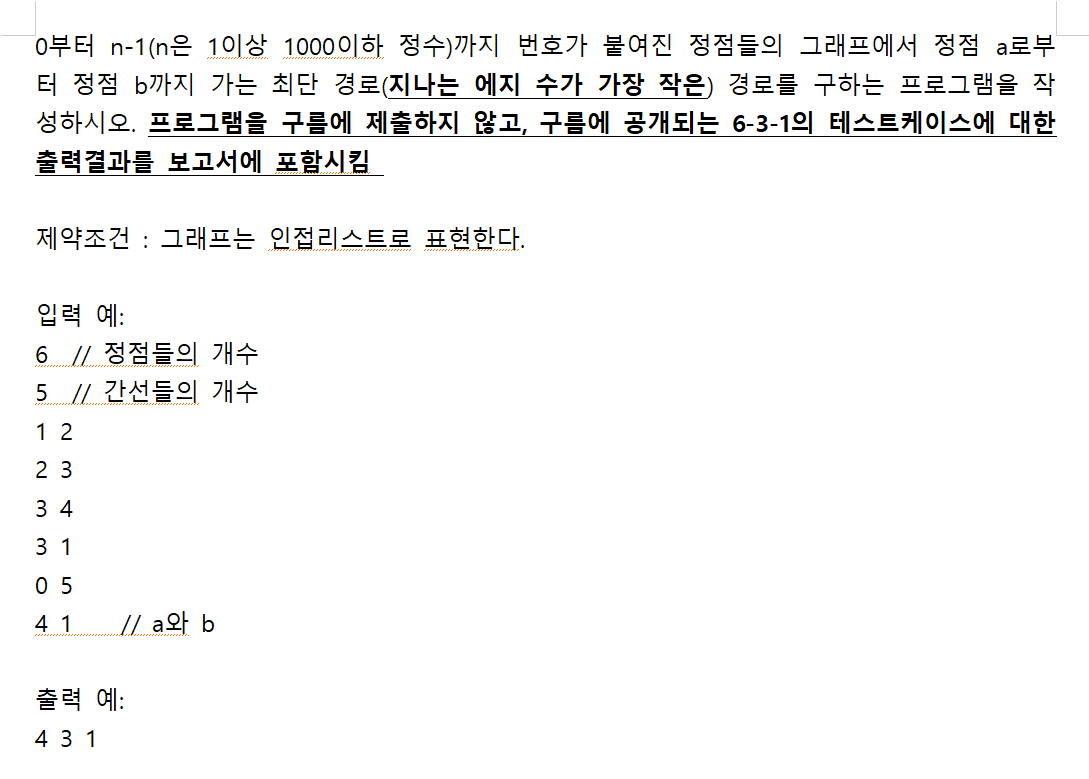 0부터 n-1(n은 1이상 1000이하 정수)까지 번호가 붙여진 정점들의 그래프에서 정점 a로부
터 정점 b까지 가는 최단 경로(지나는 에지 수가 가장 작은) 경로를 구하는 프로그램을 작
성하시오. 프로그램을 구름에 제출하지 않고, 구름에 공개되는 6-3-1의 테스트케이스에 대한
출력결과를 보고서에 포함시킴
제약조건 : 그래프는 인접리스트로 표현한다.
입력 예:
6 // 정점들의 개수
5 // 간선들의 개수
1 2
2 3
3 4
3 1
0 5
4 1 // a와 b
출력 예:
4 3 1